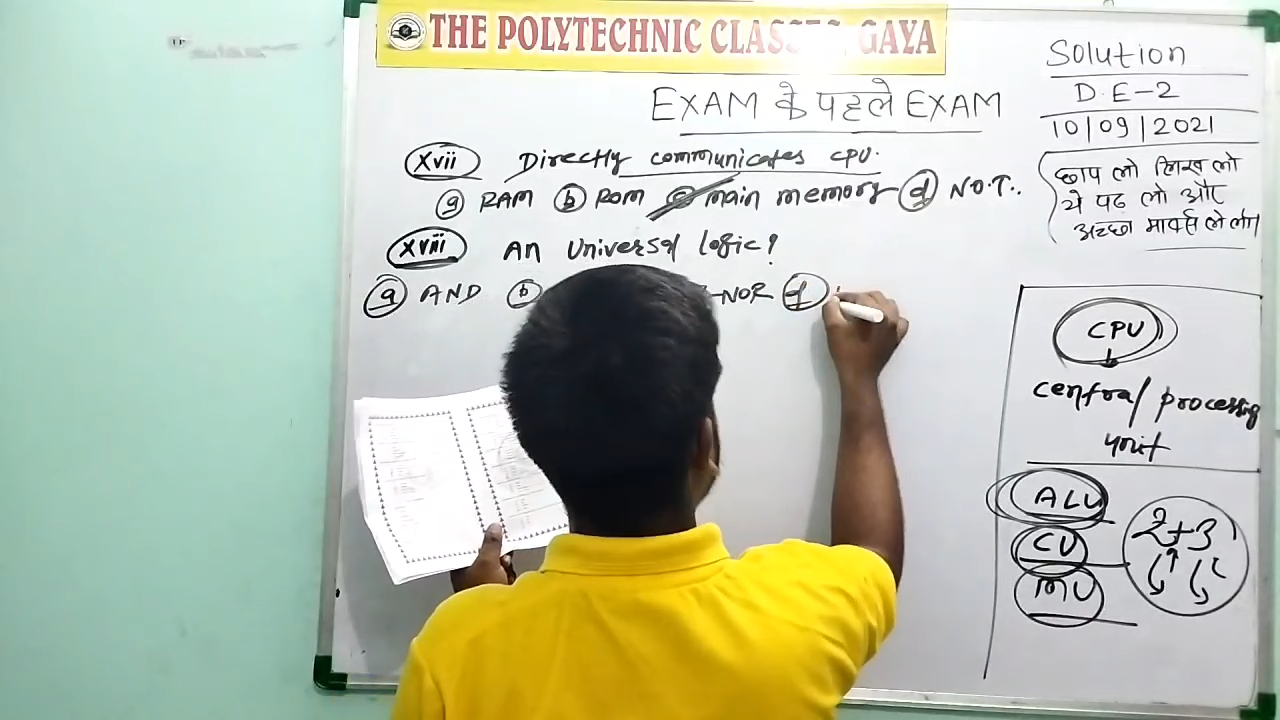 THE POLYTECHNIC CLASSES, GAYA
EXAM के पहले EXAM
xvii Directly communicates CPU.
a RAM b ROM c main memory d N.O.T..
xviii An Universal logic?
a AND b -NOR d
Solution
D.E-2
10/09/2021
छाप लो लिख लो
ये पढ़ लो और
अच्छा मार्क्स ले लो
CPU
central processing
unit
ALU
CU
MU
2+3